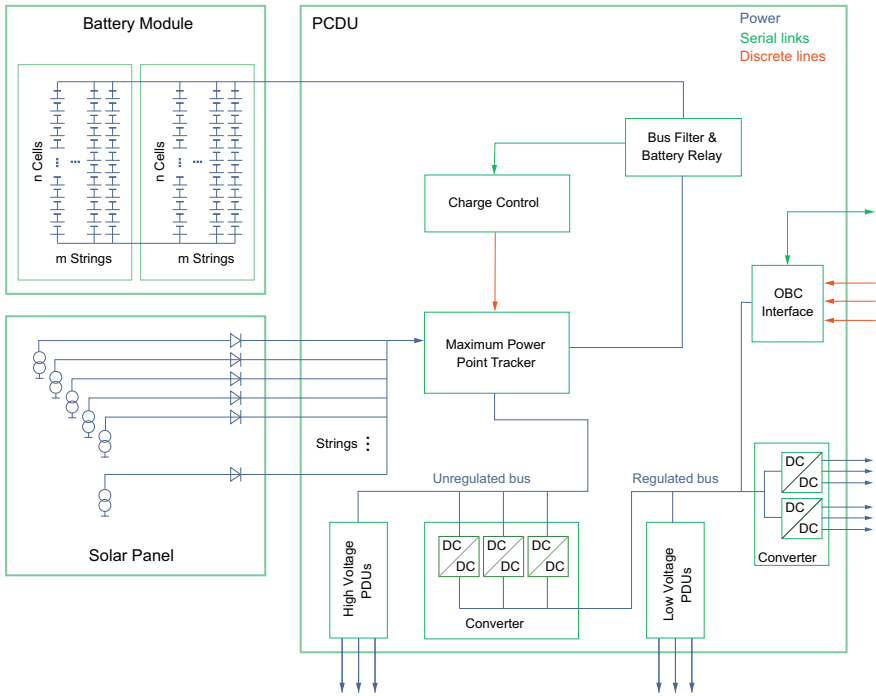 Battery Module
n Cells
...
...
n Cells
...
...
m Strings
m Strings
PCDU
Power
Serial links
Discrete lines
Bus Filter &
Battery Relay
Charge Control
OBC
Interface
Maximum Power
Point Tracker
Strings ⋮
Solar Panel
Unregulated bus
Regulated bus
High Voltage
PDUs
DC
DC
DC
DC
DC
DC
Converter
Low Voltage
PDUs
DC
DC
DC
DC
Converter